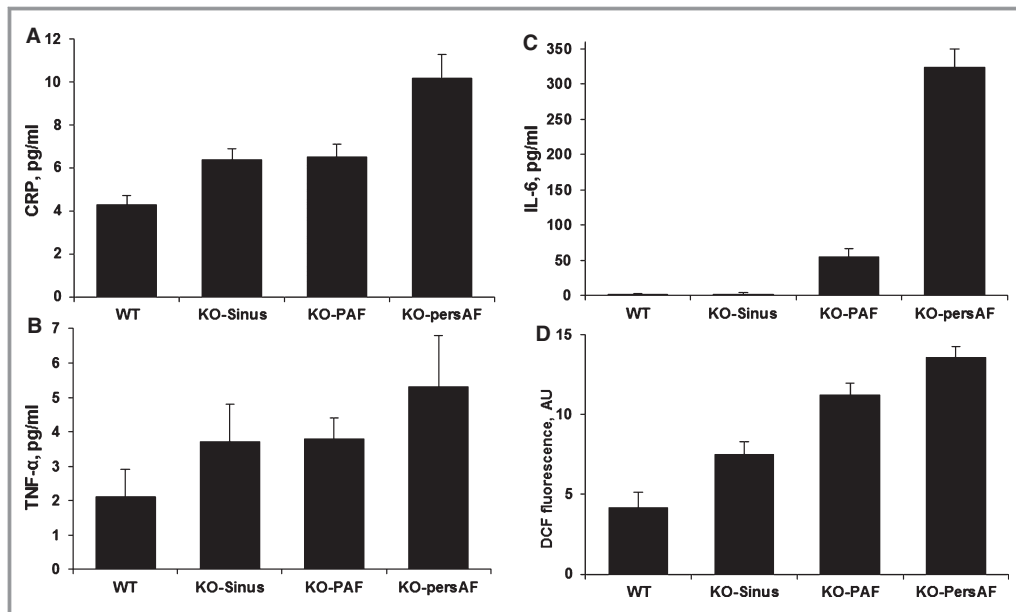 A
CRP, pg/ml
12
10
8
6
4
2
0
WT KO-Sinus KO-PAF KO-persAF
B
TNF-α, pg/ml
7
6
5
4
3
2
1
0
WT KO-Sinus KO-PAF KO-persAF
C
IL-6, pg/ml
350
300
250
200
150
100
50
0
WT KO-Sinus KO-PAF KO-persAF
D
DCF fluorescence, AU
15
10
5
0
WT KO-Sinus KO-PAF KO-PersAF